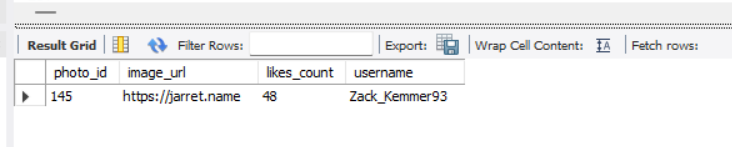 Result Grid Filter Rows: Export: Wrap Cell Content: IA Fetch rows:
photo_id image_url likes_count username
145 https://jarret.name 48 Zack_Kemmer93